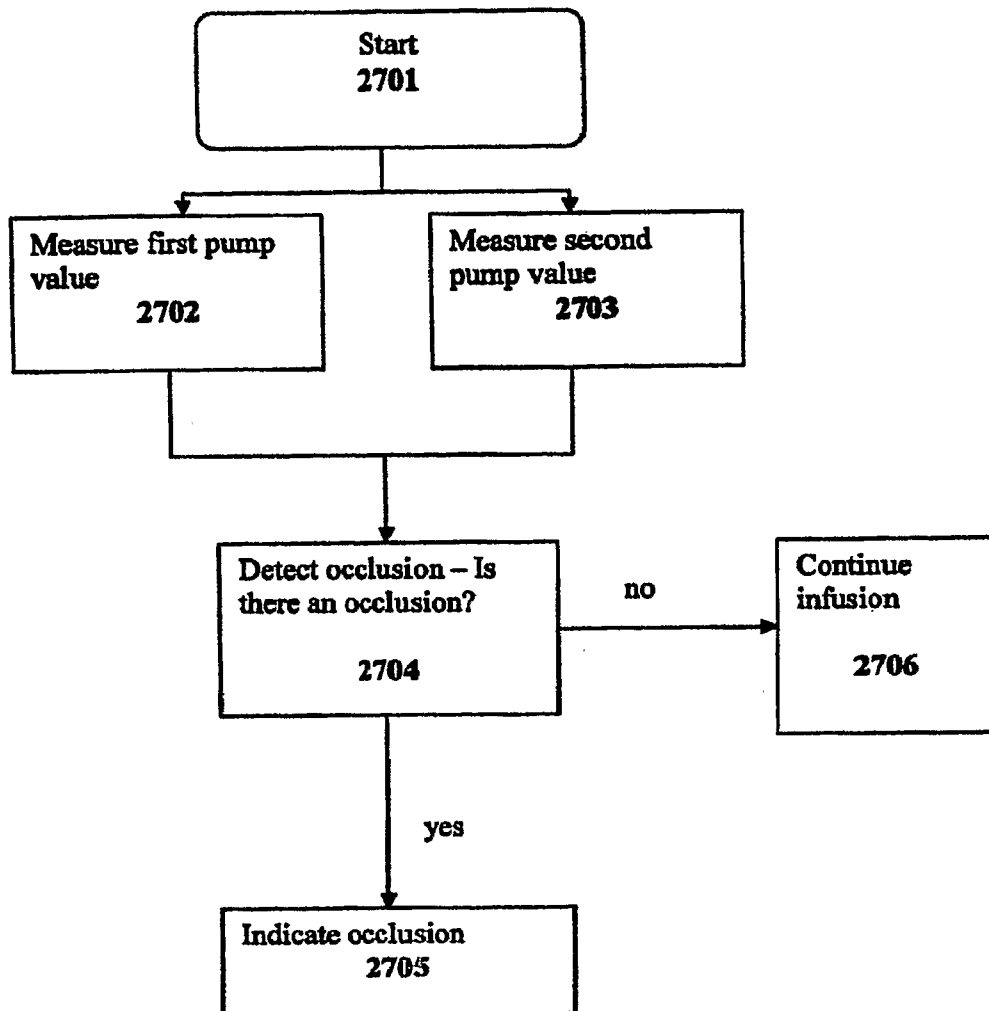 Start
2701
Measure first pump
value
2702
Measure second
pump value
2703
Detect occlusion – Is
there an occlusion?
2704
no
Continue
infusion
2706
yes
Indicate occlusion
2705